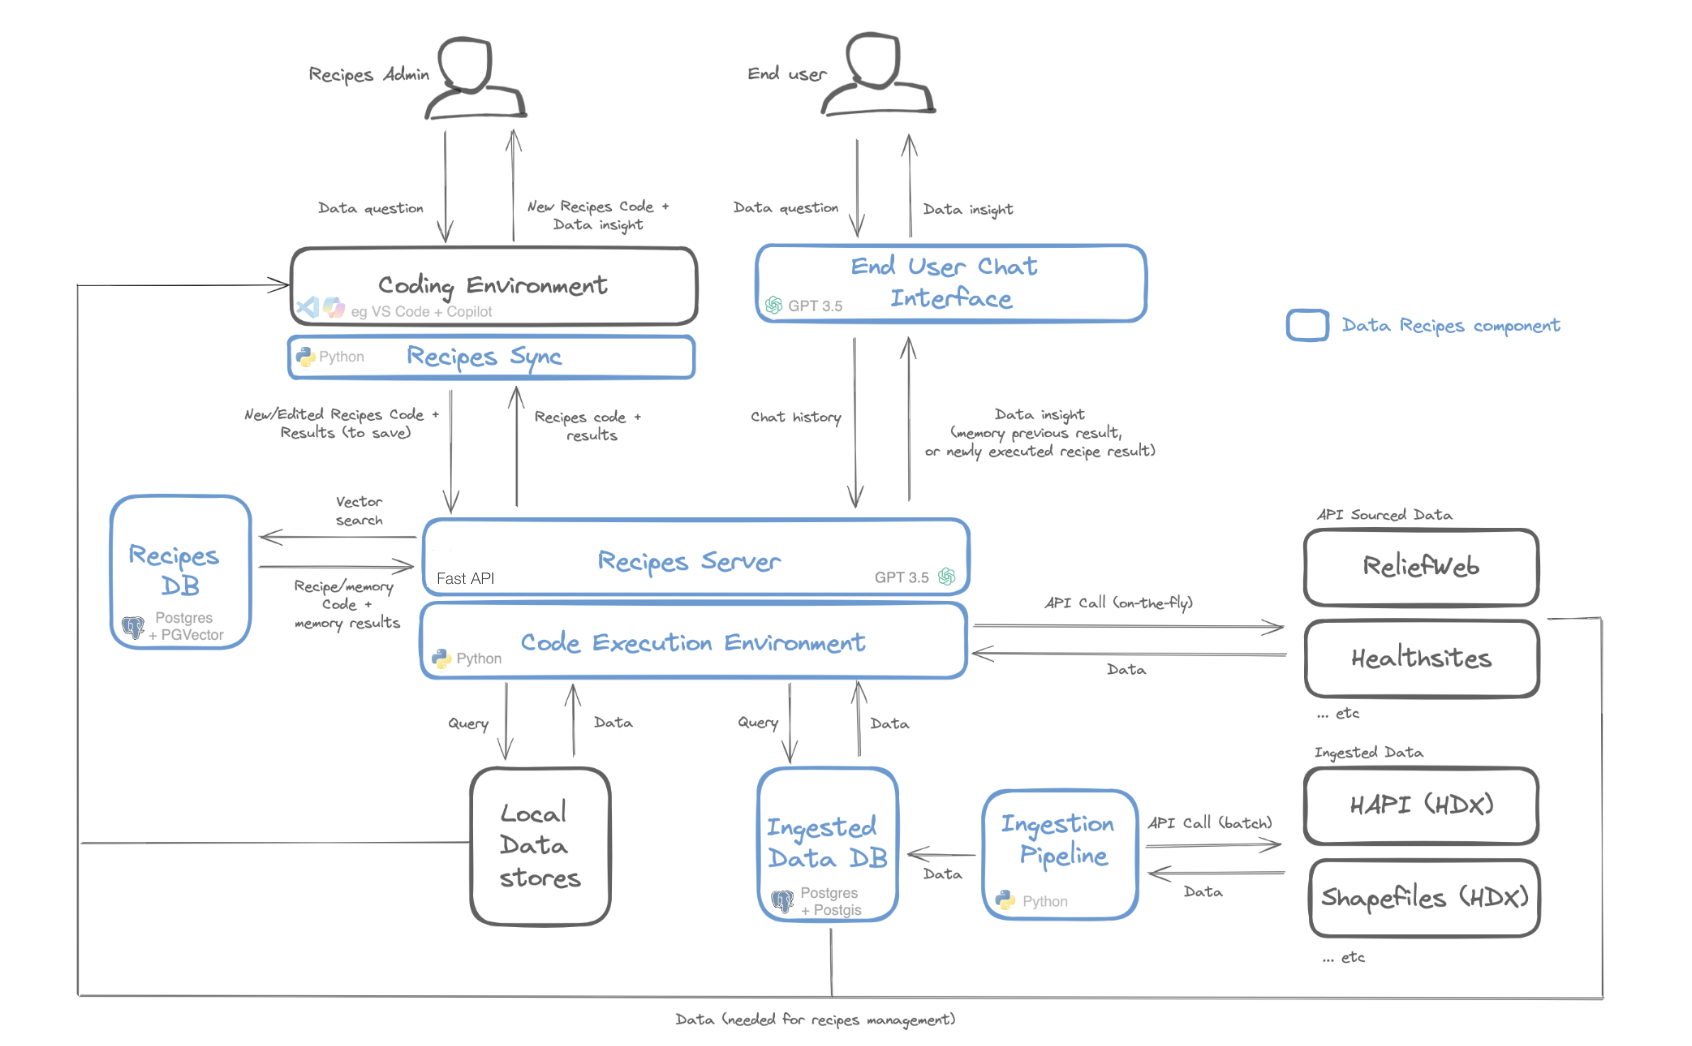 Recipes Admin
End user
Data question
New Recipes Code +
Data insight
Data question
Data insight
Coding Environment
eg VS Code + Copilot
End User Chat
Interface
GPT 3.5
Data Recipes component
Python
Recipes Sync
New/Edited Recipes Code +
Results (to save)
Recipes code +
results
Chat history
Data insight
(memory previous result,
or newly executed recipe result)
Vector
search
Recipes
DB
Postgres
+ PGVector
Recipe/memory
Code +
memory results
Recipes Server
Fast API
GPT 3.5
Code Execution Environment
Python
API Call (on-the-fly)
Data
API Sourced Data
ReliefWeb
Healthsites
... etc
Query
Data
Query
Data
Local
Data
stores
Ingested
Data DB
Postgres
+ Postgis
Data
Ingestion
Pipeline
Python
API Call (batch)
Data
Ingested Data
HAPI (HDX)
Shapefiles (HDX)
... etc
Data (needed for recipes management)